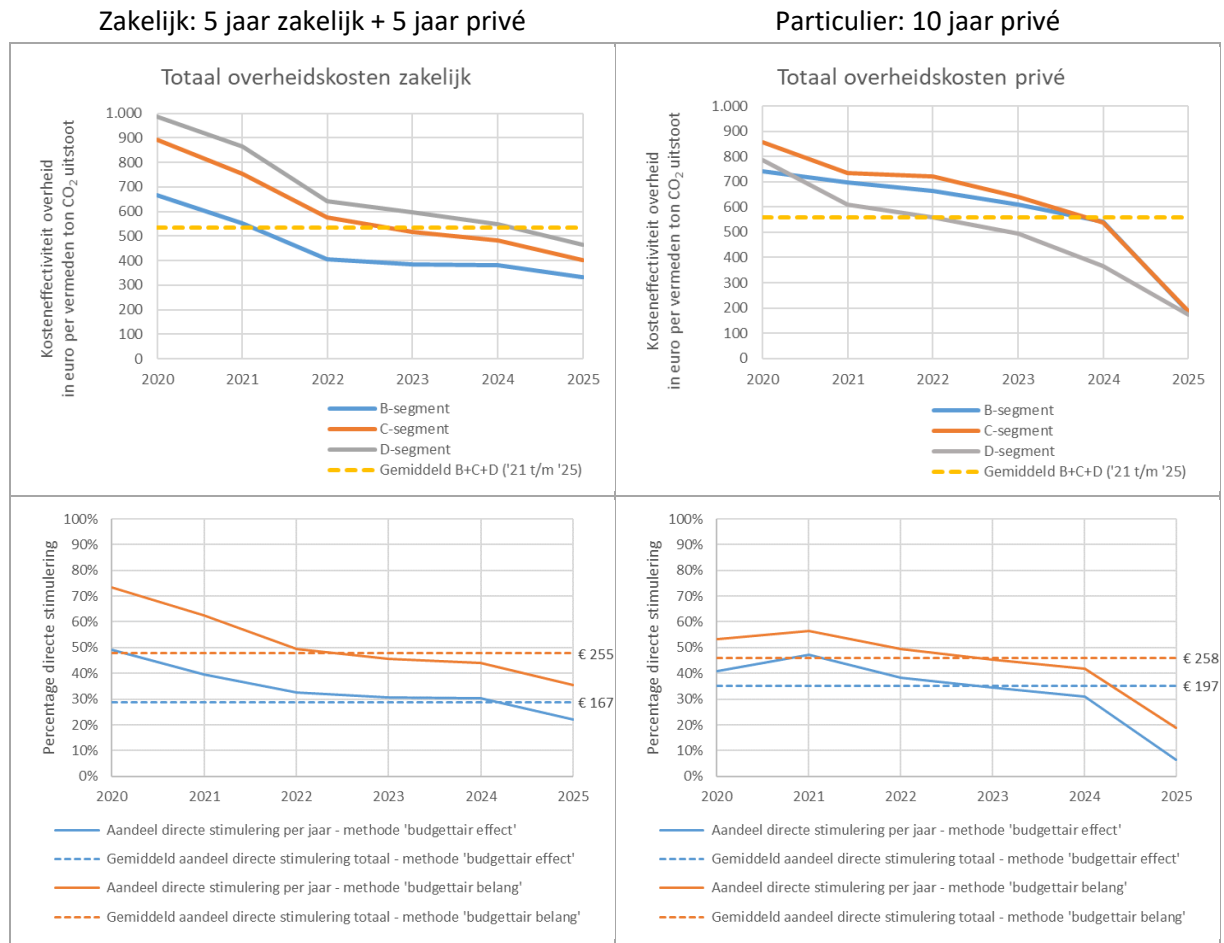 Zakelijk: 5 jaar zakelijk + 5 jaar privé
Particulier: 10 jaar privé
Totaal overheidskosten zakelijk
Kosteneffectiviteit overheid
in euro per vermeden ton CO₂ uitstoot
1.000
900
800
700
600
500
400
300
200
100
0
2020 2021 2022 2023 2024 2025
B-segment
C-segment
D-segment
Gemiddeld B+C+D ('21 t/m '25)
Totaal overheidskosten privé
Kosteneffectiviteit overheid
in euro per vermeden ton CO₂ uitstoot
1.000
900
800
700
600
500
400
300
200
100
0
2020 2021 2022 2023 2024 2025
B-segment
C-segment
D-segment
Gemiddeld B+C+D ('21 t/m '25)
Percentage directe stimulering
100%
90%
80%
70%
60%
50%
40%
30%
20%
10%
0%
€ 255
€ 167
2020 2021 2022 2023 2024 2025
Aandeel directe stimulering per jaar - methode 'budgettair effect'
Gemiddeld aandeel directe stimulering totaal - methode 'budgettair effect'
Aandeel directe stimulering per jaar - methode 'budgettair belang'
Gemiddeld aandeel directe stimulering totaal - methode 'budgettair belang'
Percentage directe stimulering
100%
90%
80%
70%
60%
50%
40%
30%
20%
10%
0%
€ 258
€ 197
2020 2021 2022 2023 2024 2025
Aandeel directe stimulering per jaar - methode 'budgettair effect'
Gemiddeld aandeel directe stimulering totaal - methode 'budgettair effect'
Aandeel directe stimulering per jaar - methode 'budgettair belang'
Gemiddeld aandeel directe stimulering totaal - methode 'budgettair belang'